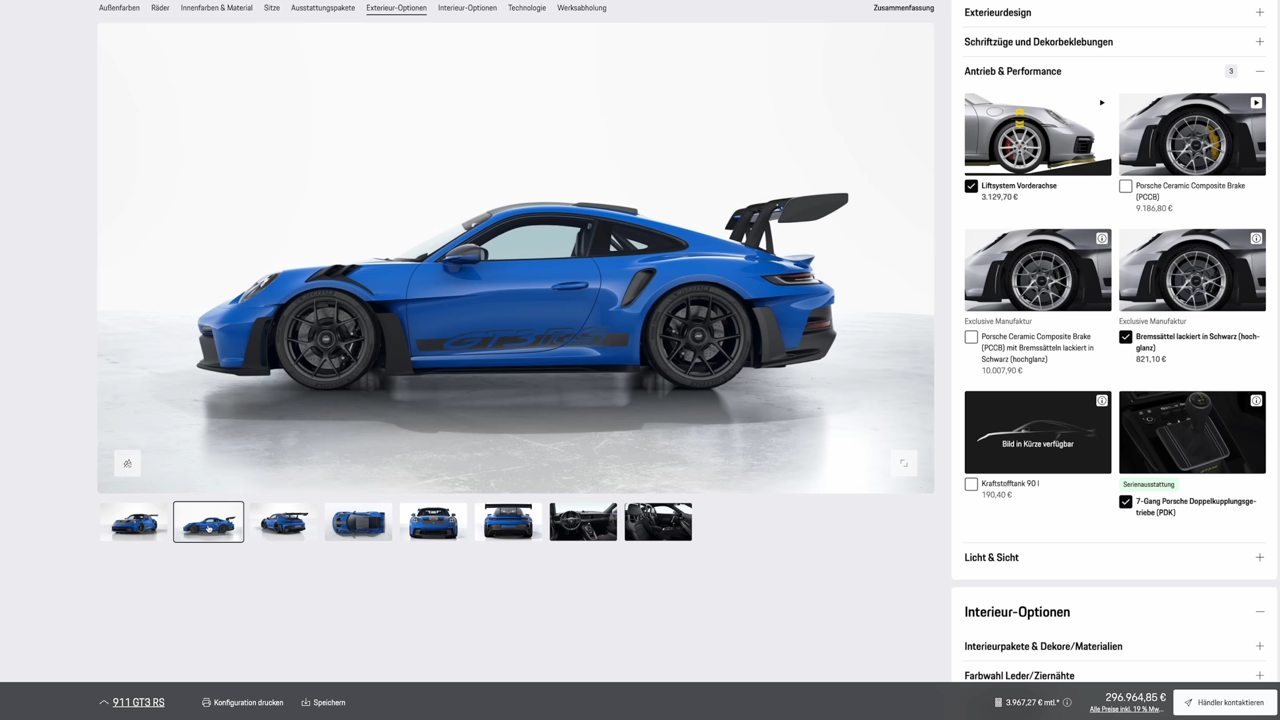 Außenfarben Räder Innenfarben & Material Sitze Ausstattungspakete Exterieur-Optionen Interieur-Optionen Technologie Werksabholung Zusammenfassung
Exterieurdesign
Schriftzüge und Dekorbeklebungen
Antrieb & Performance 3
Liftsystem Vorderachse
3.129,70 €
Porsche Ceramic Composite Brake
(PCCB)
9.186,80 €
Exclusive Manufaktur
Porsche Ceramic Composite Brake
(PCCB) mit Bremssätteln lackiert in
Schwarz (hochglanz)
10.007,90 €
Exclusive Manufaktur
Bremssättel lackiert in Schwarz (hoch-
glanz)
821,10 €
Bild in Kürze verfügbar
Kraftstofftank 90 l
190,40 €
Serienausstattung
7-Gang Porsche Doppelkupplungsge-
triebe (PDK)
Licht & Sicht
Interieur-Optionen
Interieurpakete & Dekore/Materialien
Farbwahl Leder/Ziernähte
911 GT3 RS Konfiguration drucken Speichern 3.967,27 € mtl.* 296.964,85 €
Alle Preise inkl. 19 % Mw...
Händler kontaktieren